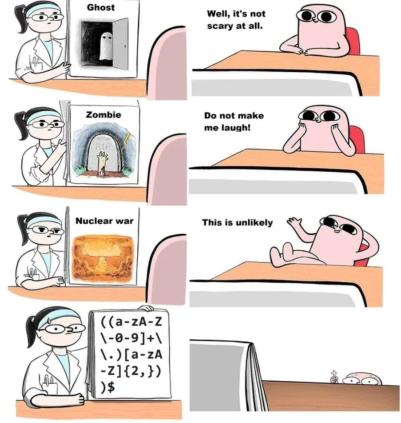 Ghost
Well, it's not
scary at all.
Zombie
Do not make
me laugh!
Nuclear war
This is unlikely
((a-zA-Z
\-0-9]+\
\.)[a-zA
-Z]{2,})
)$